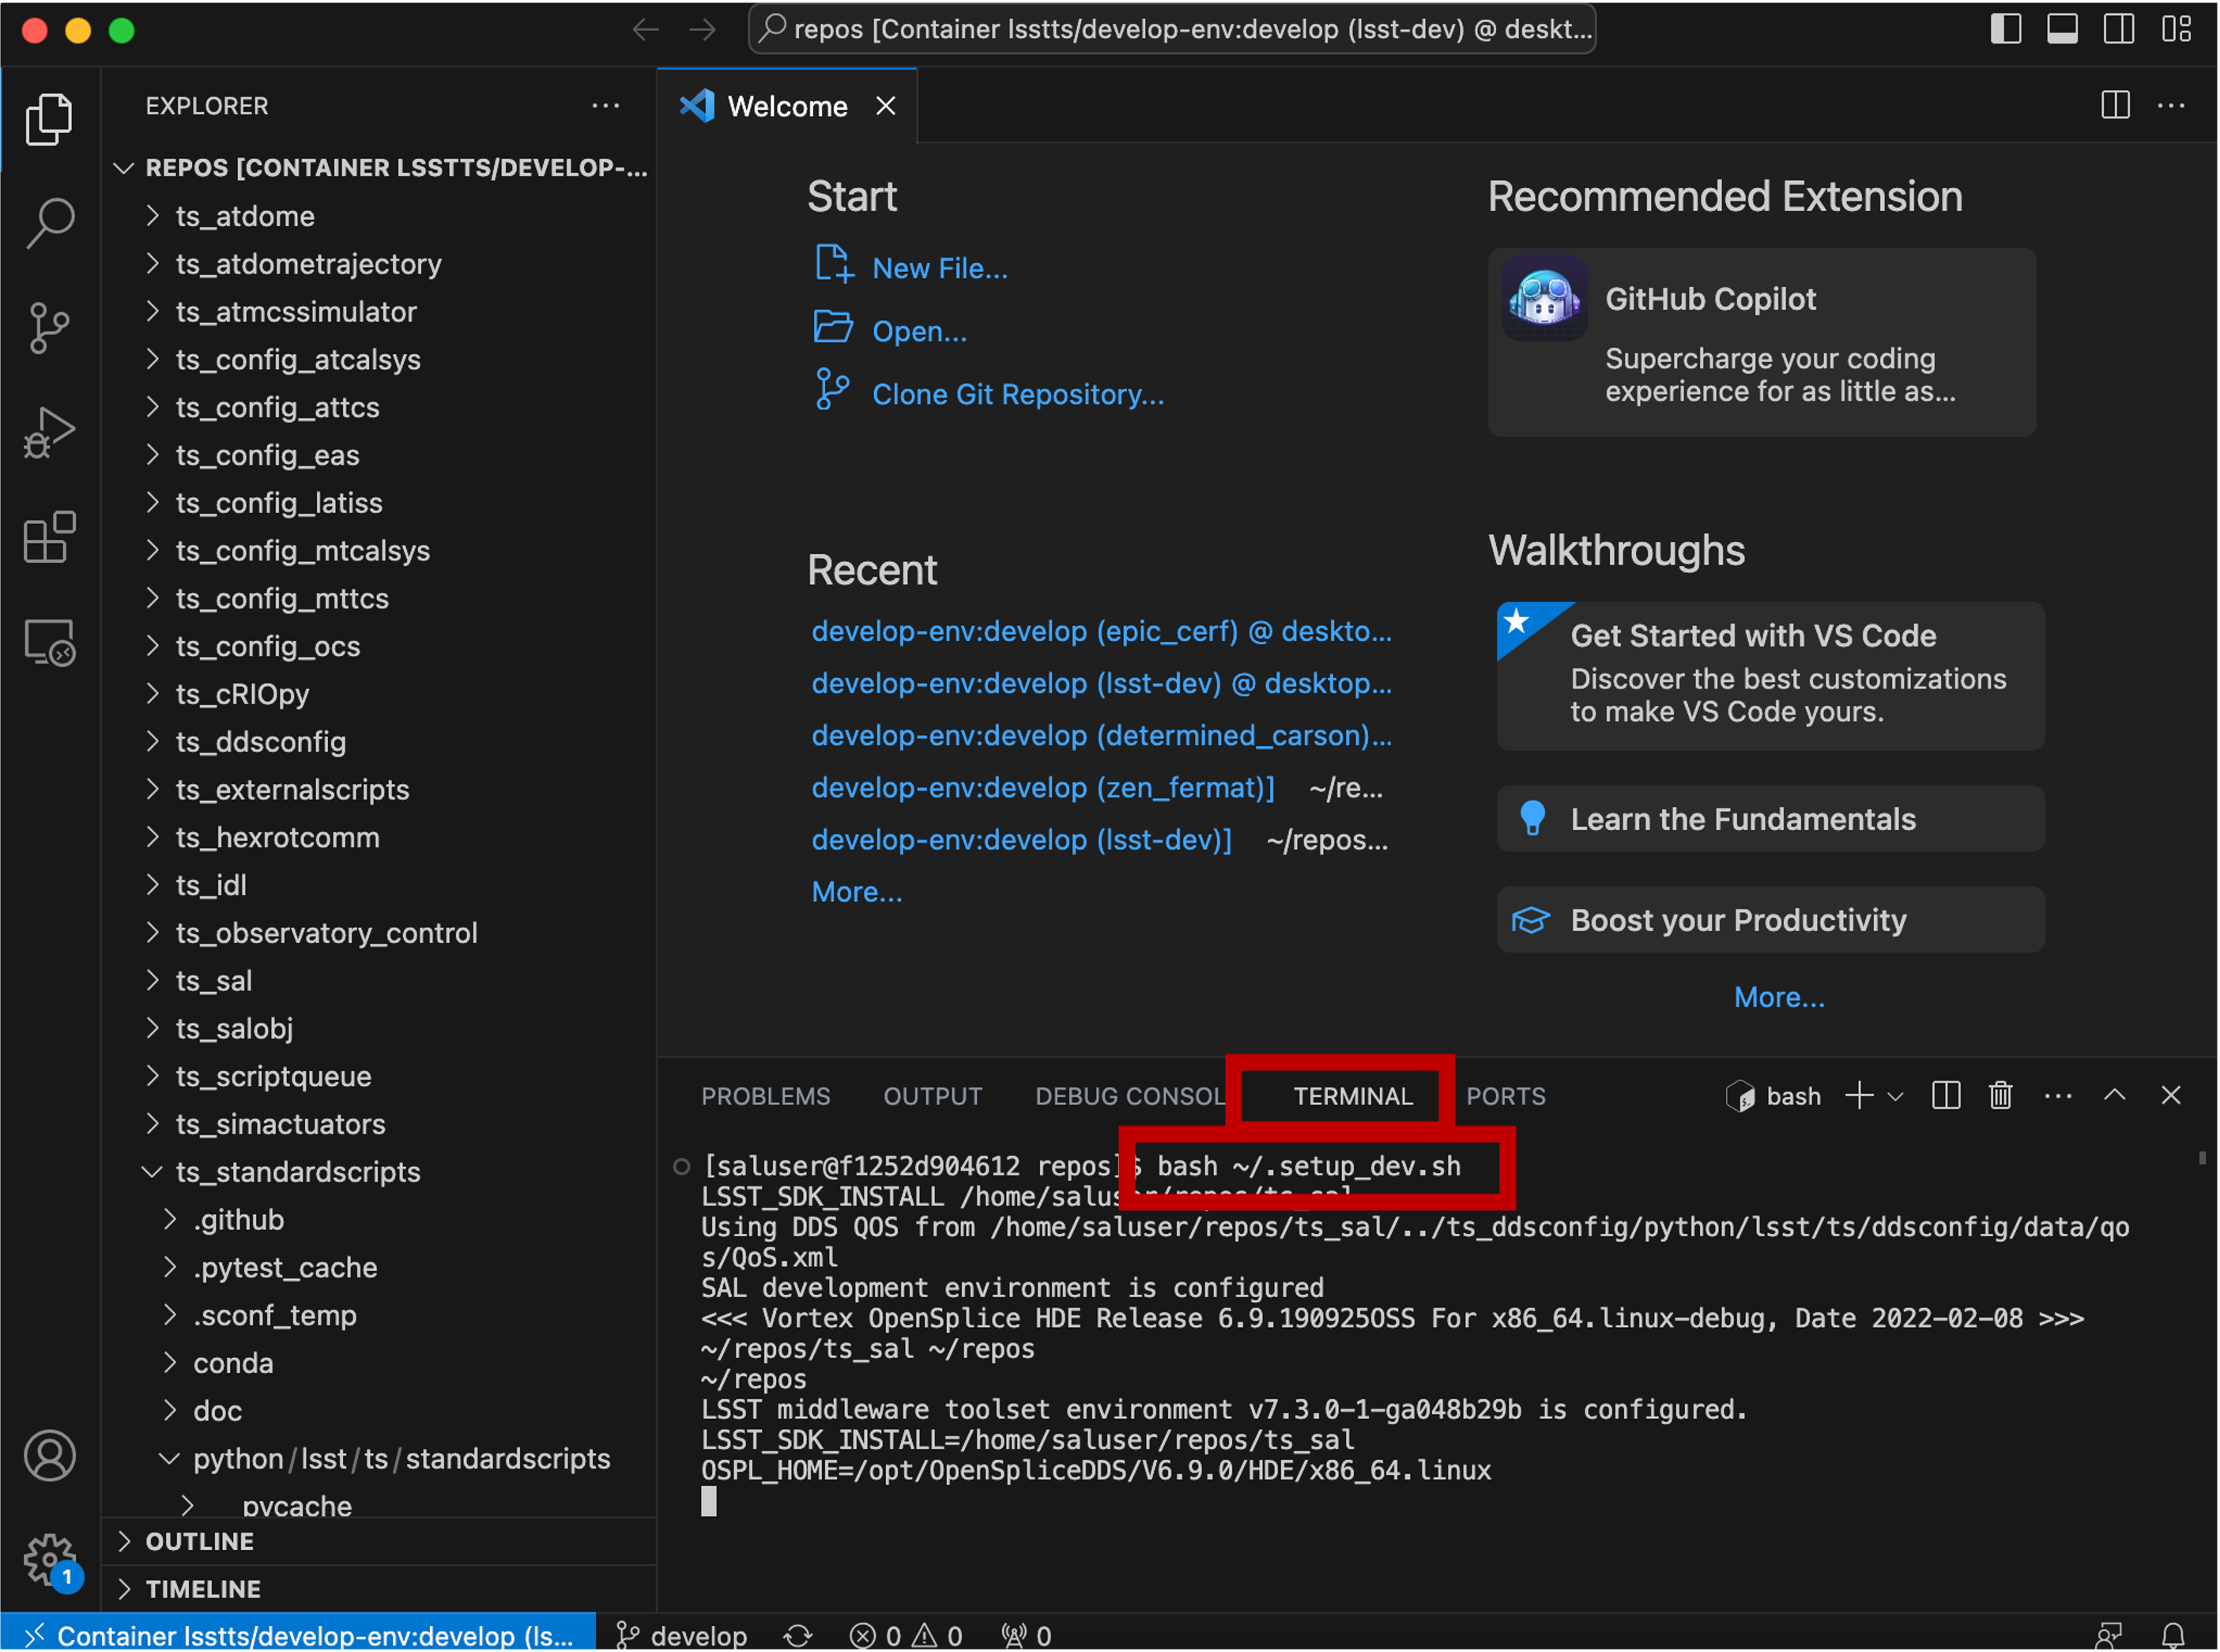 repos [Container lsstts/develop-env:develop (lsst-dev) @ deskt...
EXPLORER
REPOS [CONTAINER LSSTTS/DEVELOP-...
ts_atdome
ts_atdometrajectory
ts_atmcssimulator
ts_config_atcalsys
ts_config_attcs
ts_config_eas
ts_config_latiss
ts_config_mtcalsys
ts_config_mttcs
ts_config_ocs
ts_cRIOpy
ts_ddsconfig
ts_externalscripts
ts_hexrotcomm
ts_idl
ts_observatory_control
ts_sal
ts_salobj
ts_scriptqueue
ts_simactuators
ts_standardscripts
.github
.pytest_cache
.sconf_temp
conda
doc
python/lsst/ts/standardscripts
pycache
OUTLINE
TIMELINE
1
Welcome
Start
New File...
Open...
Clone Git Repository...
Recent
develop-env:develop (epic_cerf) @ deskto...
develop-env:develop (lsst-dev) @ desktop...
develop-env:develop (determined_carson)...
develop-env:develop (zen_fermat)] ~/re...
develop-env:develop (lsst-dev)] ~/repos...
More...
Recommended Extension
GitHub Copilot
Supercharge your coding
experience for as little as...
Walkthroughs
Get Started with VS Code
Discover the best customizations
to make VS Code yours.
Learn the Fundamentals
Boost your Productivity
More...
PROBLEMS OUTPUT DEBUG CONSOL TERMINAL PORTS bash
[saluser@f1252d904612 repos]$ bash ~/.setup_dev.sh
LSST_SDK_INSTALL /home/saluser/repos/ts_sal
Using DDS QOS from /home/saluser/repos/ts_sal/../ts_ddsconfig/python/lsst/ts/ddsconfig/data/qo
s/QoS.xml
SAL development environment is configured
<<< Vortex OpenSplice HDE Release 6.9.190925OSS For x86_64.linux-debug, Date 2022-02-08 >>>
~/repos/ts_sal ~/repos
~/repos
LSST middleware toolset environment v7.3.0-1-ga048b29b is configured.
LSST_SDK_INSTALL=/home/saluser/repos/ts_sal
OSPL_HOME=/opt/OpenSpliceDDS/V6.9.0/HDE/x86_64.linux
Container lsstts/develop-env:develop (ls... develop 0 0 0